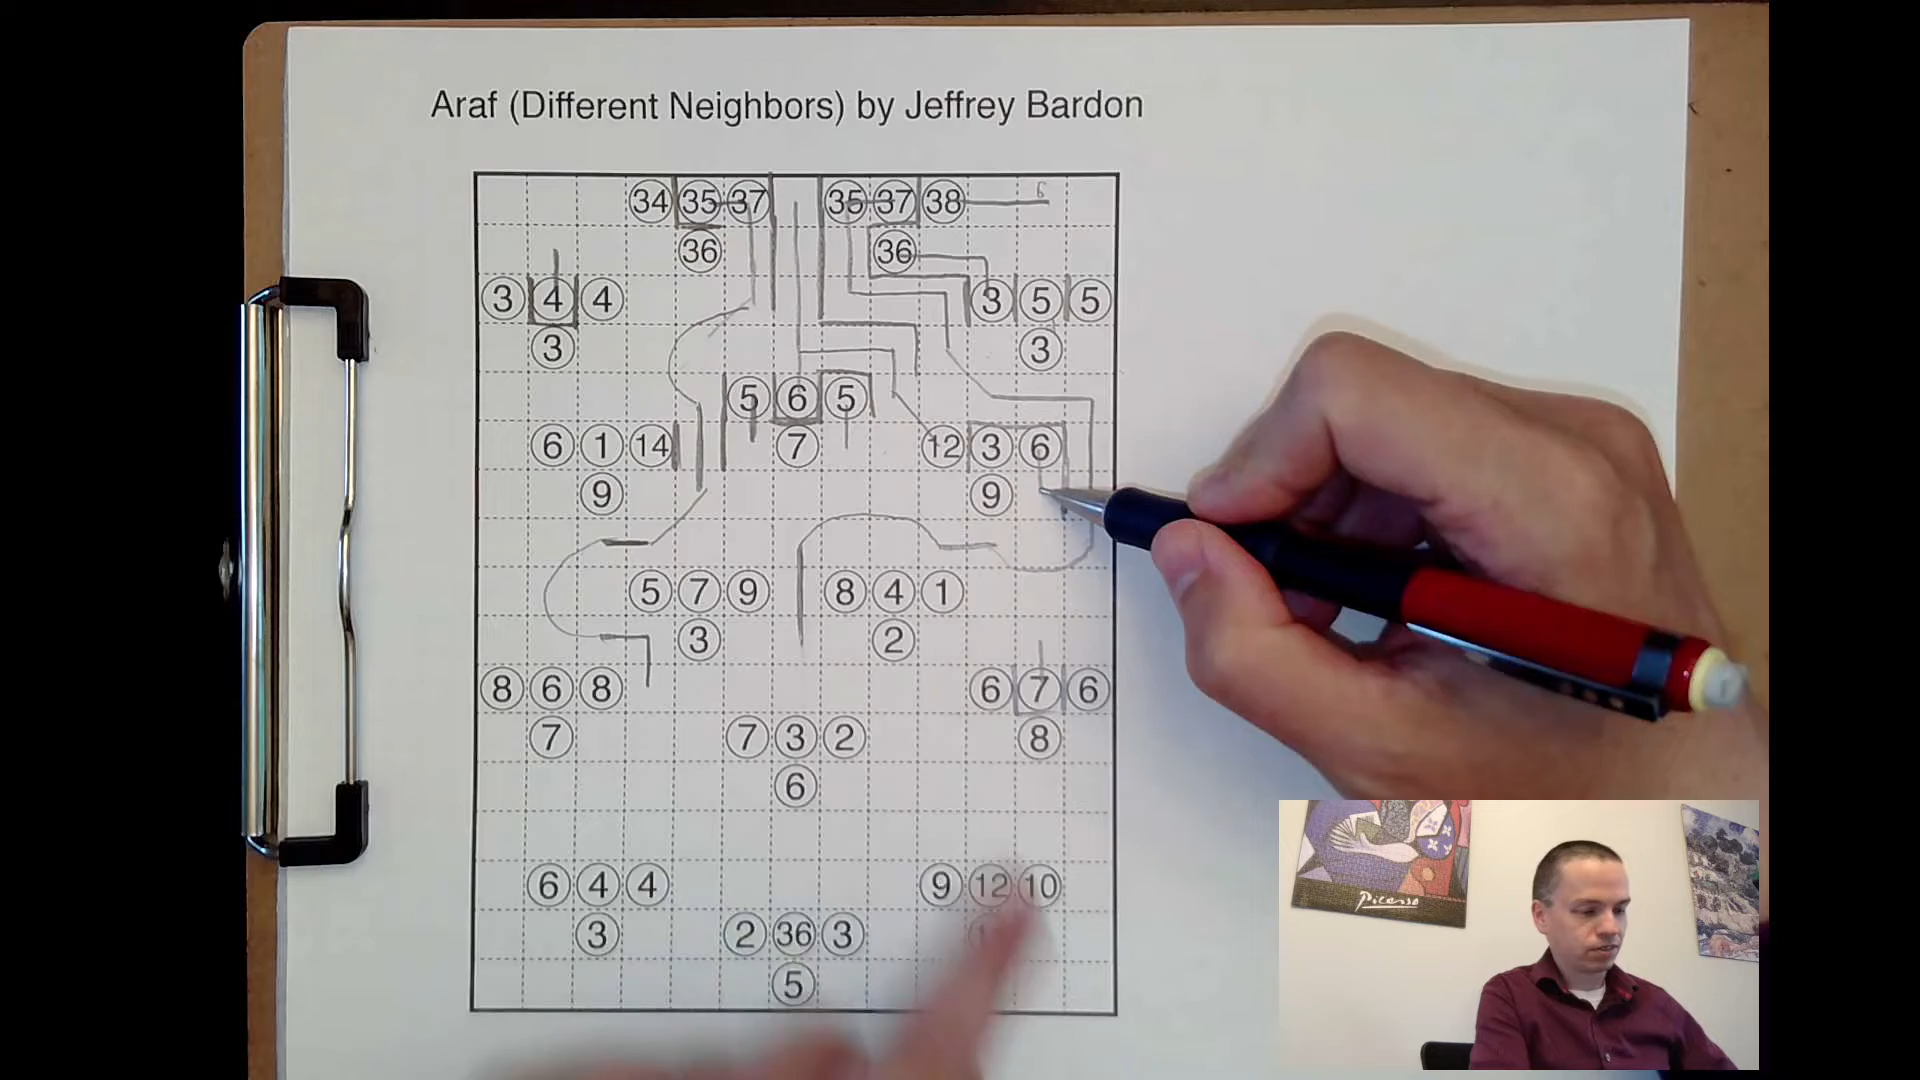 Araf (Different Neighbors) by Jeffrey Bardon
34 35 37 35 37 38 6
36 36
3 4 4 3 5 5
3 3
5 6 5
6 1 14 7 12 3 6
9 9
5 7 9 8 4 1
3 2
8 6 8 6 7 6
7 7 3 2 8
6
6 4 4 9 12 10
3 2 36 3
5
Picasso